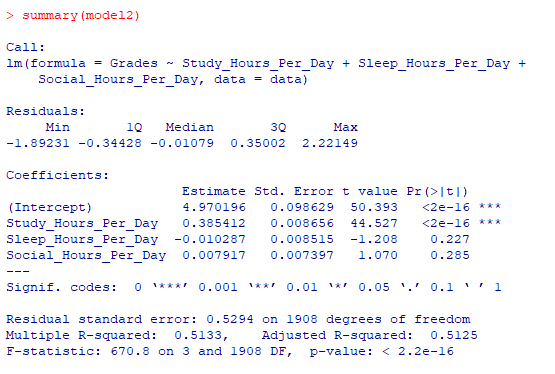 > summary(model2)
Call:
lm(formula = Grades ~ Study_Hours_Per_Day + Sleep_Hours_Per_Day +
    Social_Hours_Per_Day, data = data)
Residuals:
     Min       1Q   Median       3Q      Max
-1.89231 -0.34428 -0.01079  0.35002  2.22149
Coefficients:
                      Estimate Std. Error t value Pr(>|t|)
(Intercept)           4.970196   0.098629  50.393   <2e-16 ***
Study_Hours_Per_Day   0.385412   0.008656  44.527   <2e-16 ***
Sleep_Hours_Per_Day  -0.010287   0.008515  -1.208    0.227
Social_Hours_Per_Day  0.007917   0.007397   1.070    0.285
---
Signif. codes:  0 ‘***’ 0.001 ‘**’ 0.01 ‘*’ 0.05 ‘.’ 0.1 ‘ ’ 1
Residual standard error: 0.5294 on 1908 degrees of freedom
Multiple R-squared:  0.5133,    Adjusted R-squared:  0.5125
F-statistic: 670.8 on 3 and 1908 DF,  p-value: < 2.2e-16